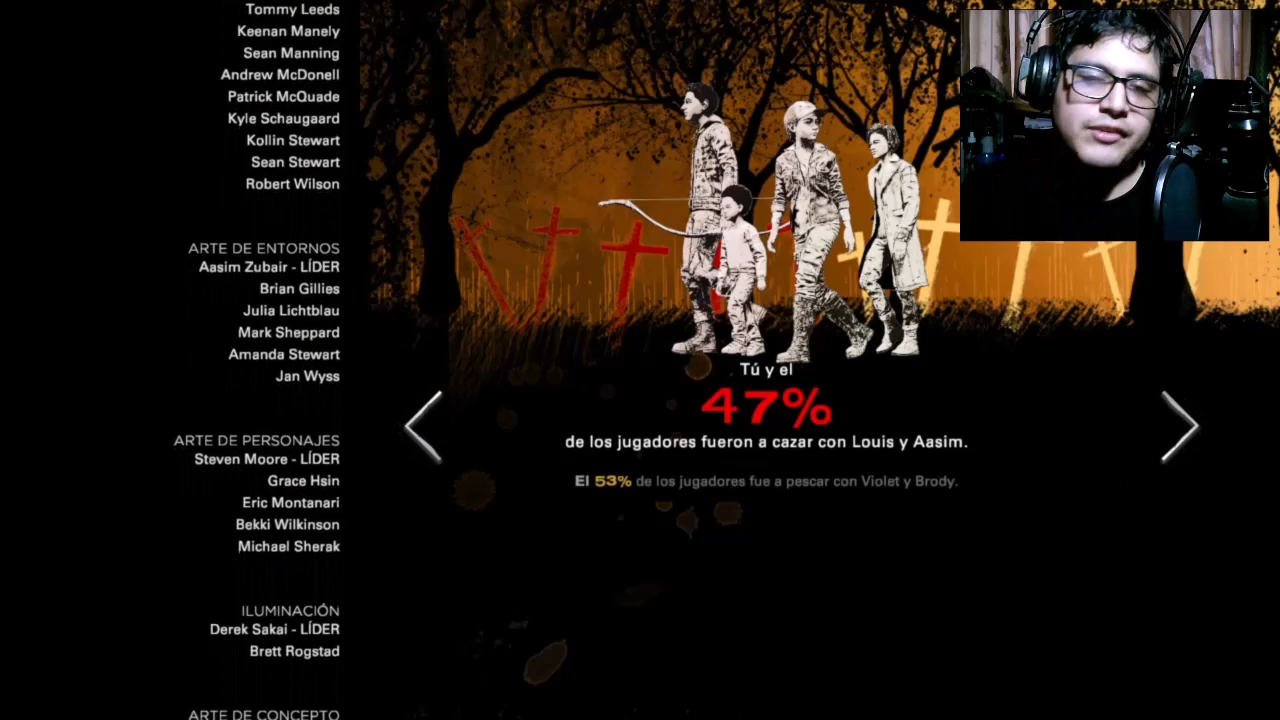 Tommy Leeds
Keenan Manely
Sean Manning
Andrew McDonell
Patrick McQuade
Kyle Schaugaard
Kollin Stewart
Sean Stewart
Robert Wilson
ARTE DE ENTORNOS
Aasim Zubair - LÍDER
Brian Gillies
Julia Lichtblau
Mark Sheppard
Amanda Stewart
Jan Wyss
ARTE DE PERSONAJES
Steven Moore - LÍDER
Grace Hsin
Eric Montanari
Bekki Wilkinson
Michael Sherak
ILUMINACIÓN
Derek Sakai - LÍDER
Brett Rogstad
ARTE DE CONCEPTO
Tú y el
47%
de los jugadores fueron a cazar con Louis y Aasim.
El 53% de los jugadores fue a pescar con Violet y Brody.